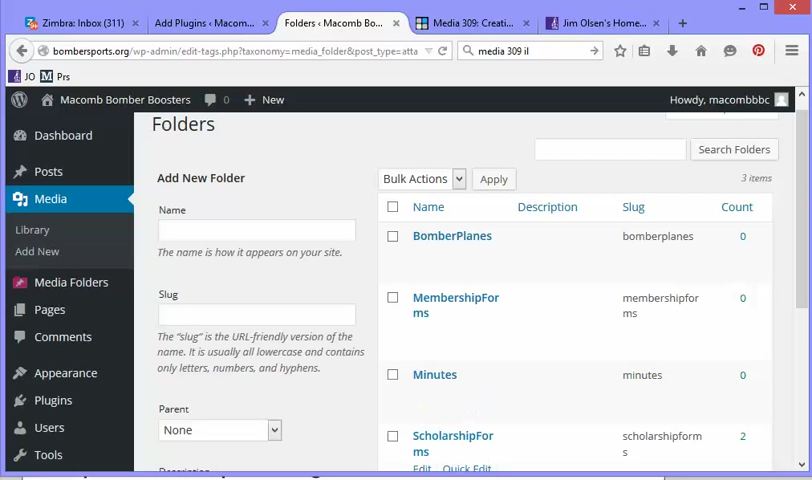 Zimbra: Inbox (311)
Add Plugins ‹ Macom...
Folders ‹ Macomb Bo...
Media 309: Creati...
Jim Olsen's Home...
bombersports.org/wp-admin/edit-tags.php?taxonomy=media_folder&post_type=atta
media 309 il
JO
Prs
Macomb Bomber Boosters
0
New
Howdy, macombbbc
Folders
Dashboard
Posts
Media
Library
Add New
Media Folders
Pages
Comments
Appearance
Plugins
Users
Tools
Search Folders
Add New Folder
Name
The name is how it appears on your site.
Slug
The “slug” is the URL-friendly version of the
name. It is usually all lowercase and contains
only letters, numbers, and hyphens.
Parent
None
Bulk Actions
Apply
3 items
Name
Description
Slug
Count
BomberPlanes
bomberplanes
0
MembershipFor
ms
membershipfor
ms
0
Minutes
minutes
0
ScholarshipFor
ms
scholarshipform
s
2
Edit
Quick Edit